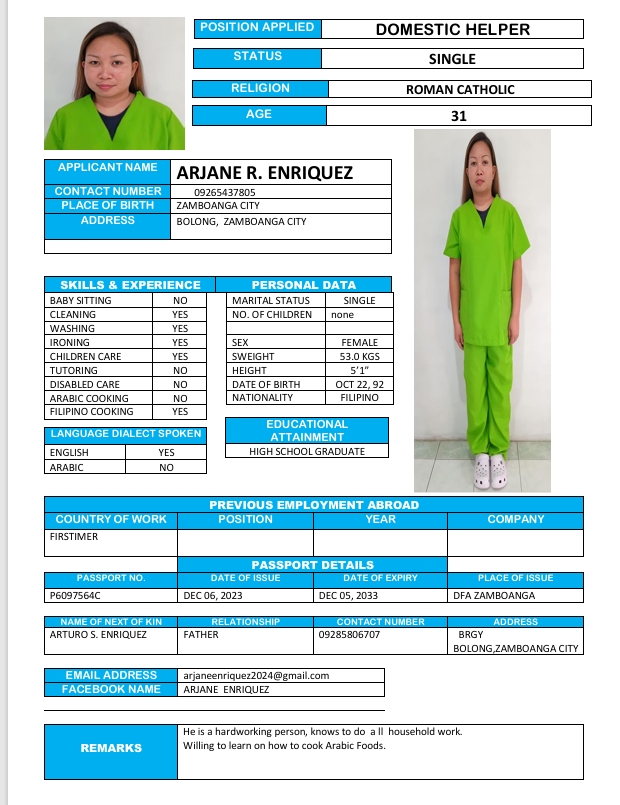 POSITION APPLIED DOMESTIC HELPER
STATUS SINGLE
RELIGION ROMAN CATHOLIC
AGE 31
APPLICANT NAME ARJANE R. ENRIQUEZ
CONTACT NUMBER 09265437805
PLACE OF BIRTH ZAMBOANGA CITY
ADDRESS BOLONG, ZAMBOANGA CITY
SKILLS & EXPERIENCE
BABY SITTING NO
CLEANING YES
WASHING YES
IRONING YES
CHILDREN CARE YES
TUTORING NO
DISABLED CARE NO
ARABIC COOKING NO
FILIPINO COOKING YES
LANGUAGE DIALECT SPOKEN
ENGLISH YES
ARABIC NO
PERSONAL DATA
MARITAL STATUS SINGLE
NO. OF CHILDREN none
SEX FEMALE
SWEIGHT 53.0 KGS
HEIGHT 5’1”
DATE OF BIRTH OCT 22, 92
NATIONALITY FILIPINO
EDUCATIONAL
ATTAINMENT
HIGH SCHOOL GRADUATE
PREVIOUS EMPLOYMENT ABROAD
COUNTRY OF WORK POSITION YEAR COMPANY
FIRSTIMER
PASSPORT DETAILS
PASSPORT NO. DATE OF ISSUE DATE OF EXPIRY PLACE OF ISSUE
P6097564C DEC 06, 2023 DEC 05, 2033 DFA ZAMBOANGA
NAME OF NEXT OF KIN RELATIONSHIP CONTACT NUMBER ADDRESS
ARTURO S. ENRIQUEZ FATHER 09285806707 BRGY
BOLONG,ZAMBOANGA CITY
EMAIL ADDRESS arjaneenriquez2024@gmail.com
FACEBOOK NAME ARJANE ENRIQUEZ
REMARKS
He is a hardworking person, knows to do a ll household work.
Willing to learn on how to cook Arabic Foods.